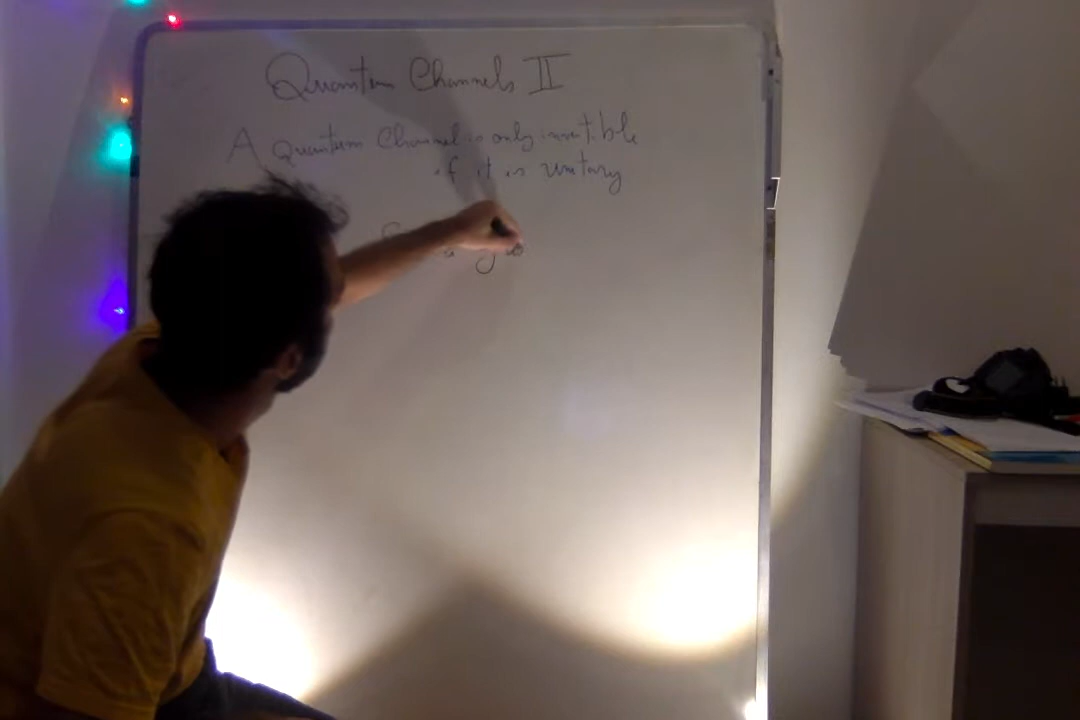 Quantum Channels II
A Quantum Channel is only invertible
if it is unitary